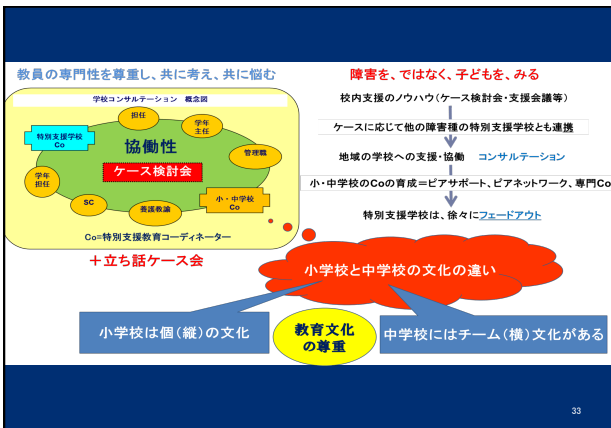 教員の専門性を尊重し、共に考え、共に悩む
学校コンサルテーション　概念図
担任
学年
主任
特別支援学校
Co
協働性
管理職
ケース検討会
学年
担任
小・中学校
Co
SC
養護教諭
Co=特別支援教育コーディネーター
＋立ち話ケース会
障害を、ではなく、子どもを、みる
校内支援のノウハウ(ケース検討会・支援会議等)
ケースに応じて他の障害種の特別支援学校とも連携
地域の学校への支援・協働　コンサルテーション
小・中学校のCoの育成＝ピアサポート、ピアネットワーク、専門Co
特別支援学校は、徐々にフェードアウト
小学校と中学校の文化の違い
小学校は個(縦)の文化
教育文化
の尊重
中学校にはチーム(横)文化がある
33